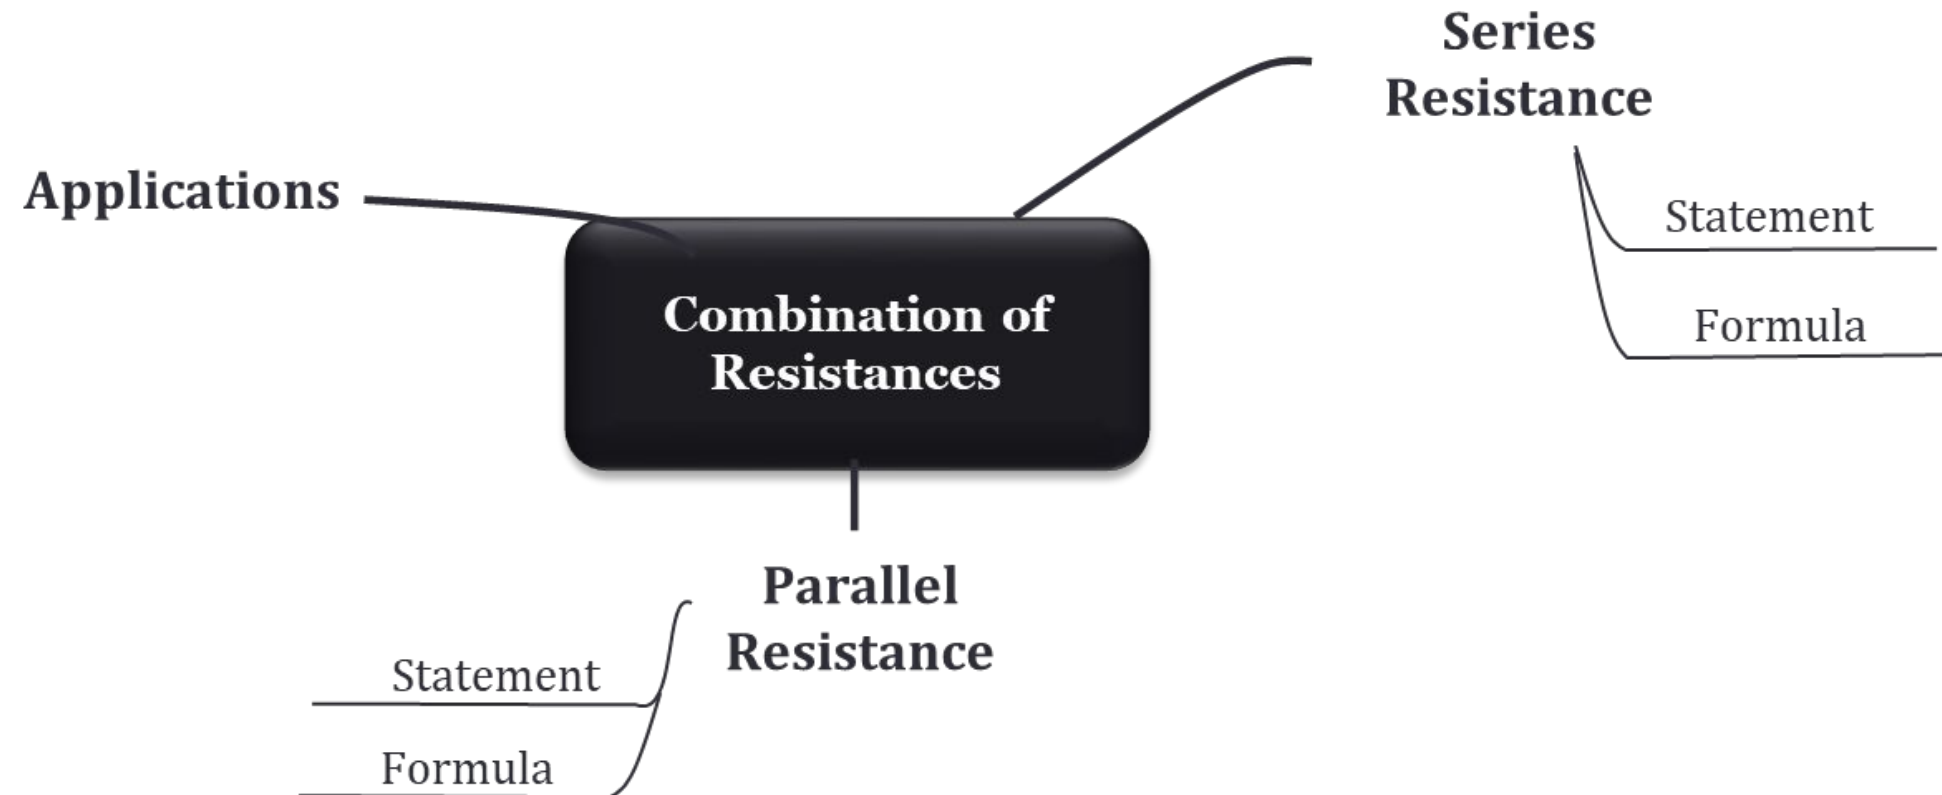 Series
Resistance
Applications
Statement
Combination of
Resistances
Formula
Parallel
Resistance
Statement
Formula